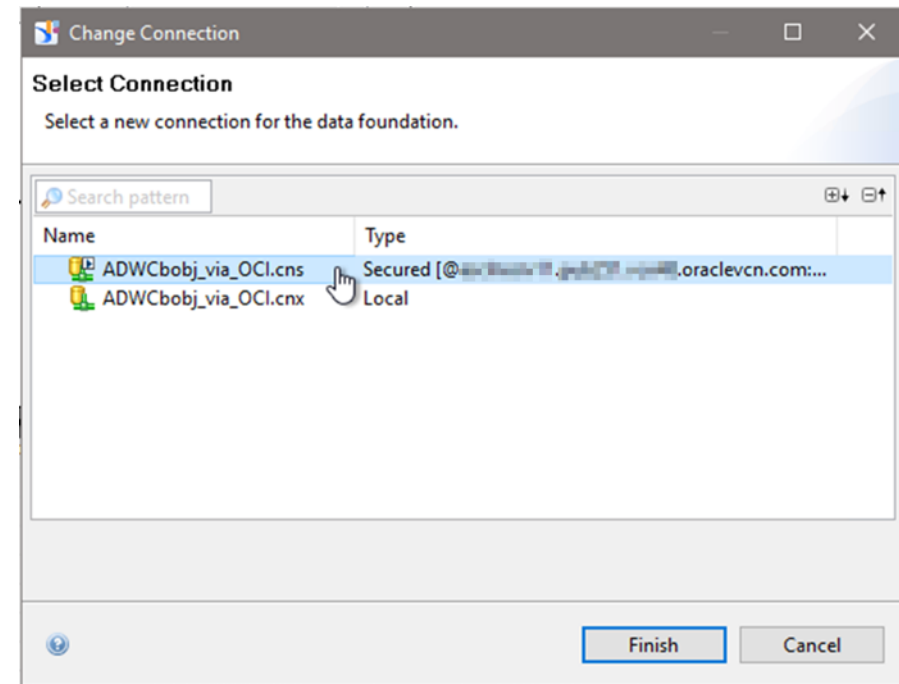 Change Connection
Select Connection
Select a new connection for the data foundation.
Search pattern
Name Type
ADWCbobj_via_OCI.cns Secured [@ .oraclevcn.com:...
ADWCbobj_via_OCI.cnx Local
Finish Cancel